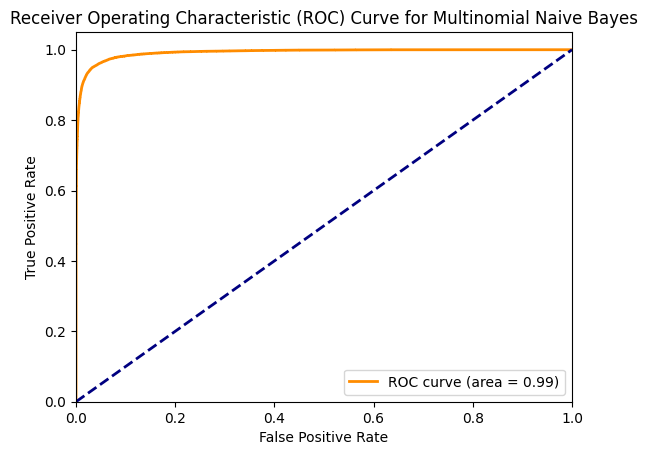 Receiver Operating Characteristic (ROC) Curve for Multinomial Naive Bayes
1.0
0.8
0.6
0.4
0.2
0.0
True Positive Rate
ROC curve (area = 0.99)
0.0 0.2 0.4 0.6 0.8 1.0
False Positive Rate